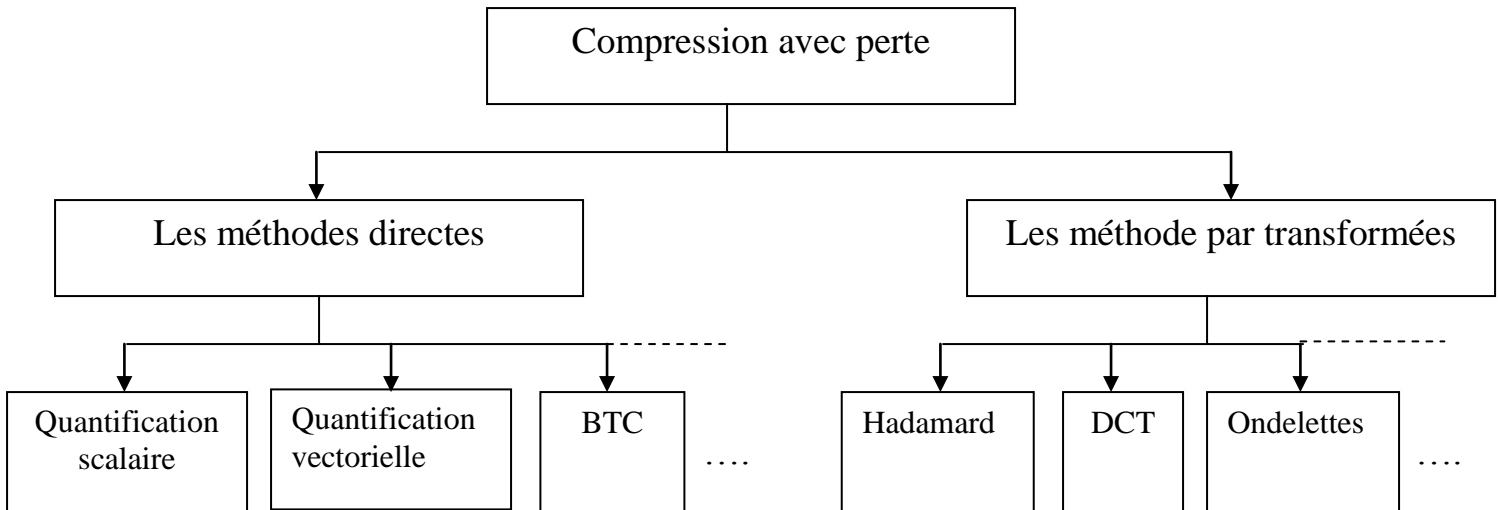 Compression avec perte
Les méthodes directes
Les méthode par transformées
Quantification
scalaire
Quantification
vectorielle
BTC
….
Hadamard
DCT
Ondelettes
….